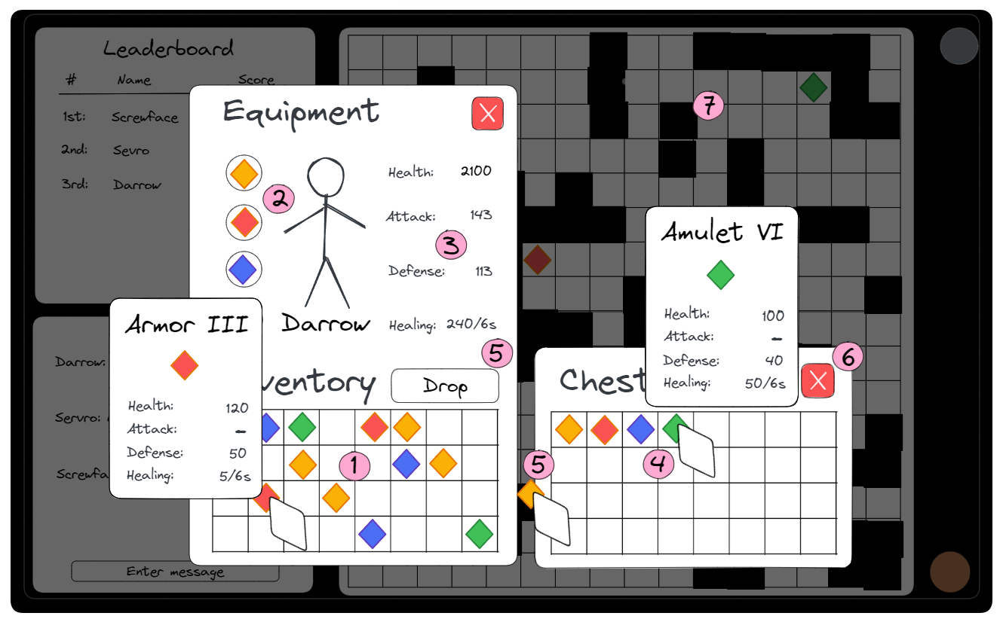 Leaderboard
# Name Score
1st: Screwface
2nd: Sevro
3rd: Darrow
Equipment
X
Health: 2100
2
Attack: 143
3
Defense: 113
Darrow
Healing: 240/6s
5
ventory
Drop
1
Armor III
Health: 120
Attack: –
Defense: 50
Healing: 5/6s
Darrow:
Servro:
Screwfa
Enter message
7
Amulet VI
Health: 100
Attack: –
Defense: 40
Healing: 50/6s
Chest
X
6
5
4